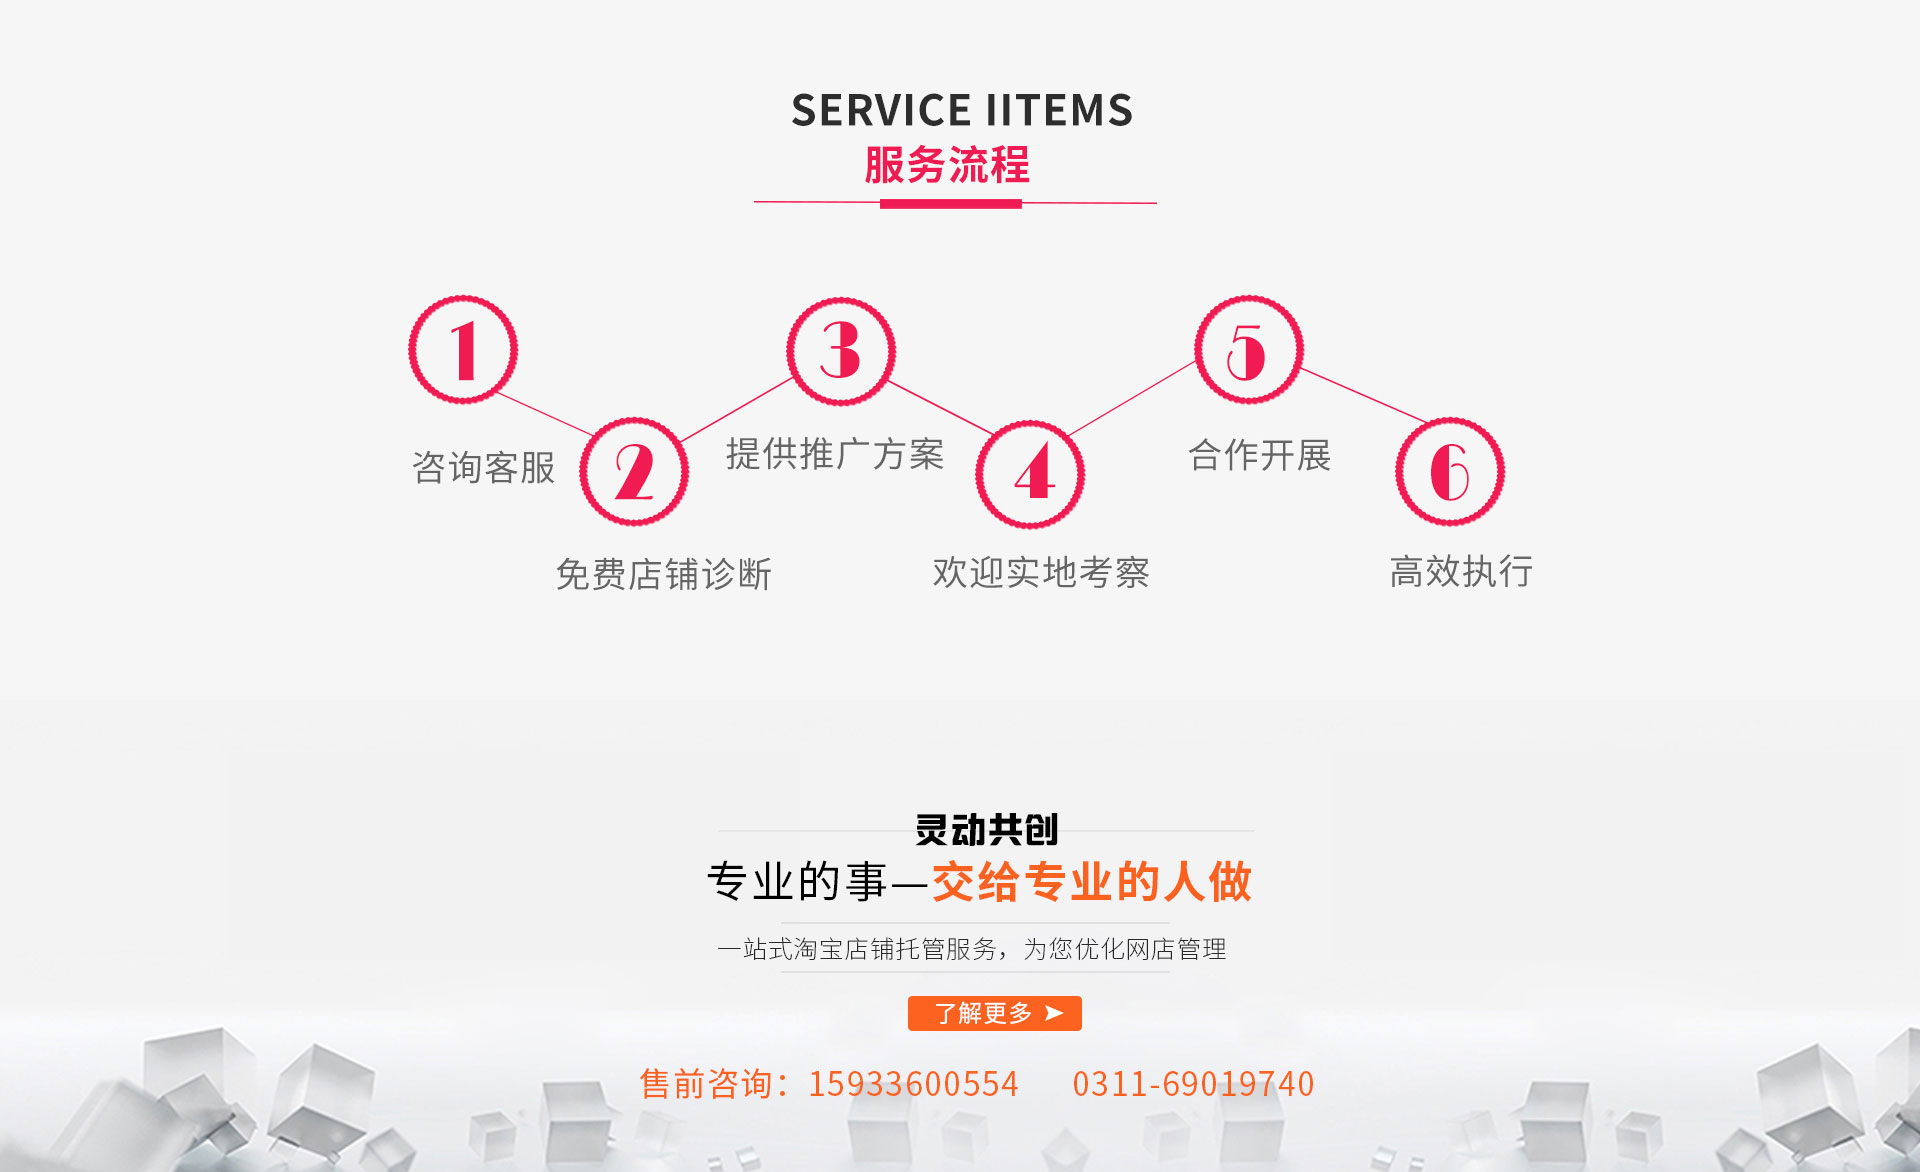 SERVICE IITEMS
服务流程
1
咨询客服
2
免费店铺诊断
3
提供推广方案
4
欢迎实地考察
5
合作开展
6
高效执行
灵动共创
专业的事—交给专业的人做
一站式淘宝店铺托管服务，为您优化网店管理
了解更多
售前咨询：15933600554 0311-69019740